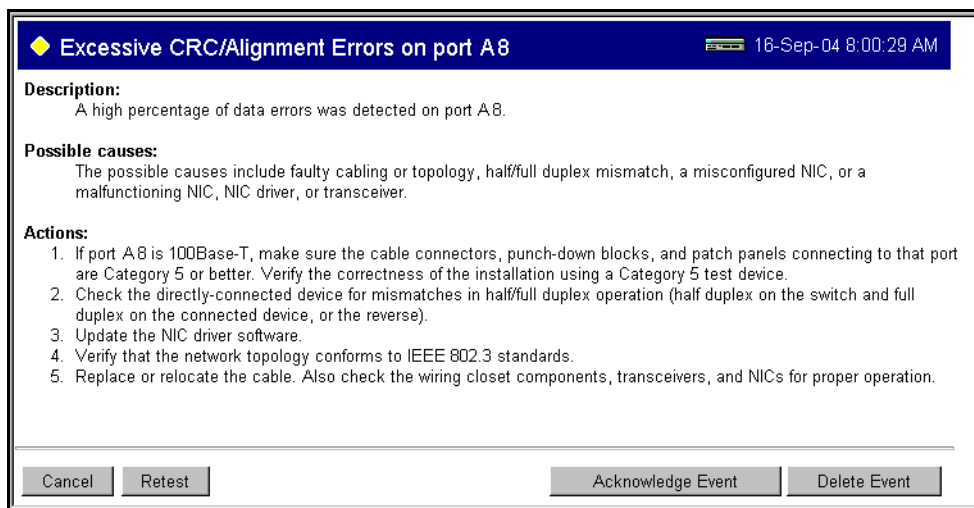 Excessive CRC/Alignment Errors on port A8
16-Sep-04 8:00:29 AM
Description:
A high percentage of data errors was detected on port A8.
Possible causes:
The possible causes include faulty cabling or topology, half/full duplex mismatch, a misconfigured NIC, or a
malfunctioning NIC, NIC driver, or transceiver.
Actions:
1. If port A8 is 100Base-T, make sure the cable connectors, punch-down blocks, and patch panels connecting to that port
are Category 5 or better. Verify the correctness of the installation using a Category 5 test device.
2. Check the directly-connected device for mismatches in half/full duplex operation (half duplex on the switch and full
duplex on the connected device, or the reverse).
3. Update the NIC driver software.
4. Verify that the network topology conforms to IEEE 802.3 standards.
5. Replace or relocate the cable. Also check the wiring closet components, transceivers, and NICs for proper operation.
Cancel Retest Acknowledge Event Delete Event